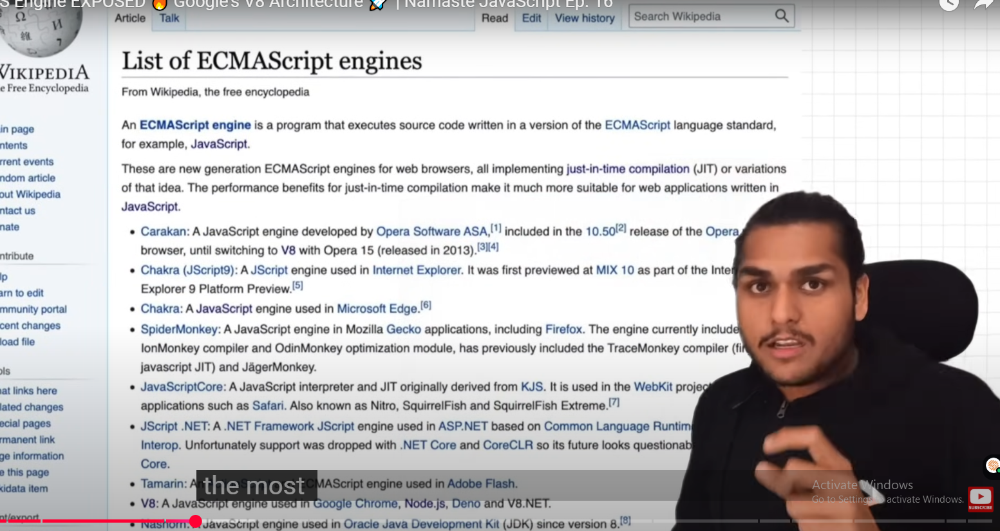 S Engine EXPOSED 🔥 Google's V8 Architecture 🚀 | Namaste JavaScript Ep. 16
Article Talk Read Edit View history Search Wikipedia
WIKIPEDIA
e Free Encyclopedia
List of ECMAScript engines
From Wikipedia, the free encyclopedia
An ECMAScript engine is a program that executes source code written in a version of the ECMAScript language standard,
for example, JavaScript.
These are new generation ECMAScript engines for web browsers, all implementing just-in-time compilation (JIT) or variations
of that idea. The performance benefits for just-in-time compilation make it much more suitable for web applications written in
JavaScript.
• Carakan: A JavaScript engine developed by Opera Software ASA,[1] included in the 10.50[2] release of the Opera
browser, until switching to V8 with Opera 15 (released in 2013).[3][4]
• Chakra (JScript9): A JScript engine used in Internet Explorer. It was first previewed at MIX 10 as part of the Inter
Explorer 9 Platform Preview.[5]
• Chakra: A JavaScript engine used in Microsoft Edge.[6]
• SpiderMonkey: A JavaScript engine in Mozilla Gecko applications, including Firefox. The engine currently include
IonMonkey compiler and OdinMonkey optimization module, has previously included the TraceMonkey compiler (fir
javascript JIT) and JägerMonkey.
• JavaScriptCore: A JavaScript interpreter and JIT originally derived from KJS. It is used in the WebKit projec
applications such as Safari. Also known as Nitro, SquirrelFish and SquirrelFish Extreme.[7]
• JScript .NET: A .NET Framework JScript engine used in ASP.NET based on Common Language Runtim
Interop. Unfortunately support was dropped with .NET Core and CoreCLR so its future looks questionab
Core.
• Tamarin: An ECMAScript engine used in Adobe Flash.
• V8: A JavaScript engine used in Google Chrome, Node.js, Deno and V8.NET.
• Nashorn: A JavaScript engine used in Oracle Java Development Kit (JDK) since version 8.[8]
in page
ntents
rrent events
ndom article
out Wikipedia
ntact us
nate
ntribute
lp
arn to edit
mmunity portal
cent changes
load file
ols
at links here
lated changes
ecial pages
rmanent link
ge information
e this page
kidata item
nt/export
the most
Activate Windows
Go to Settings to activate Windows.
SUBSCRIBE